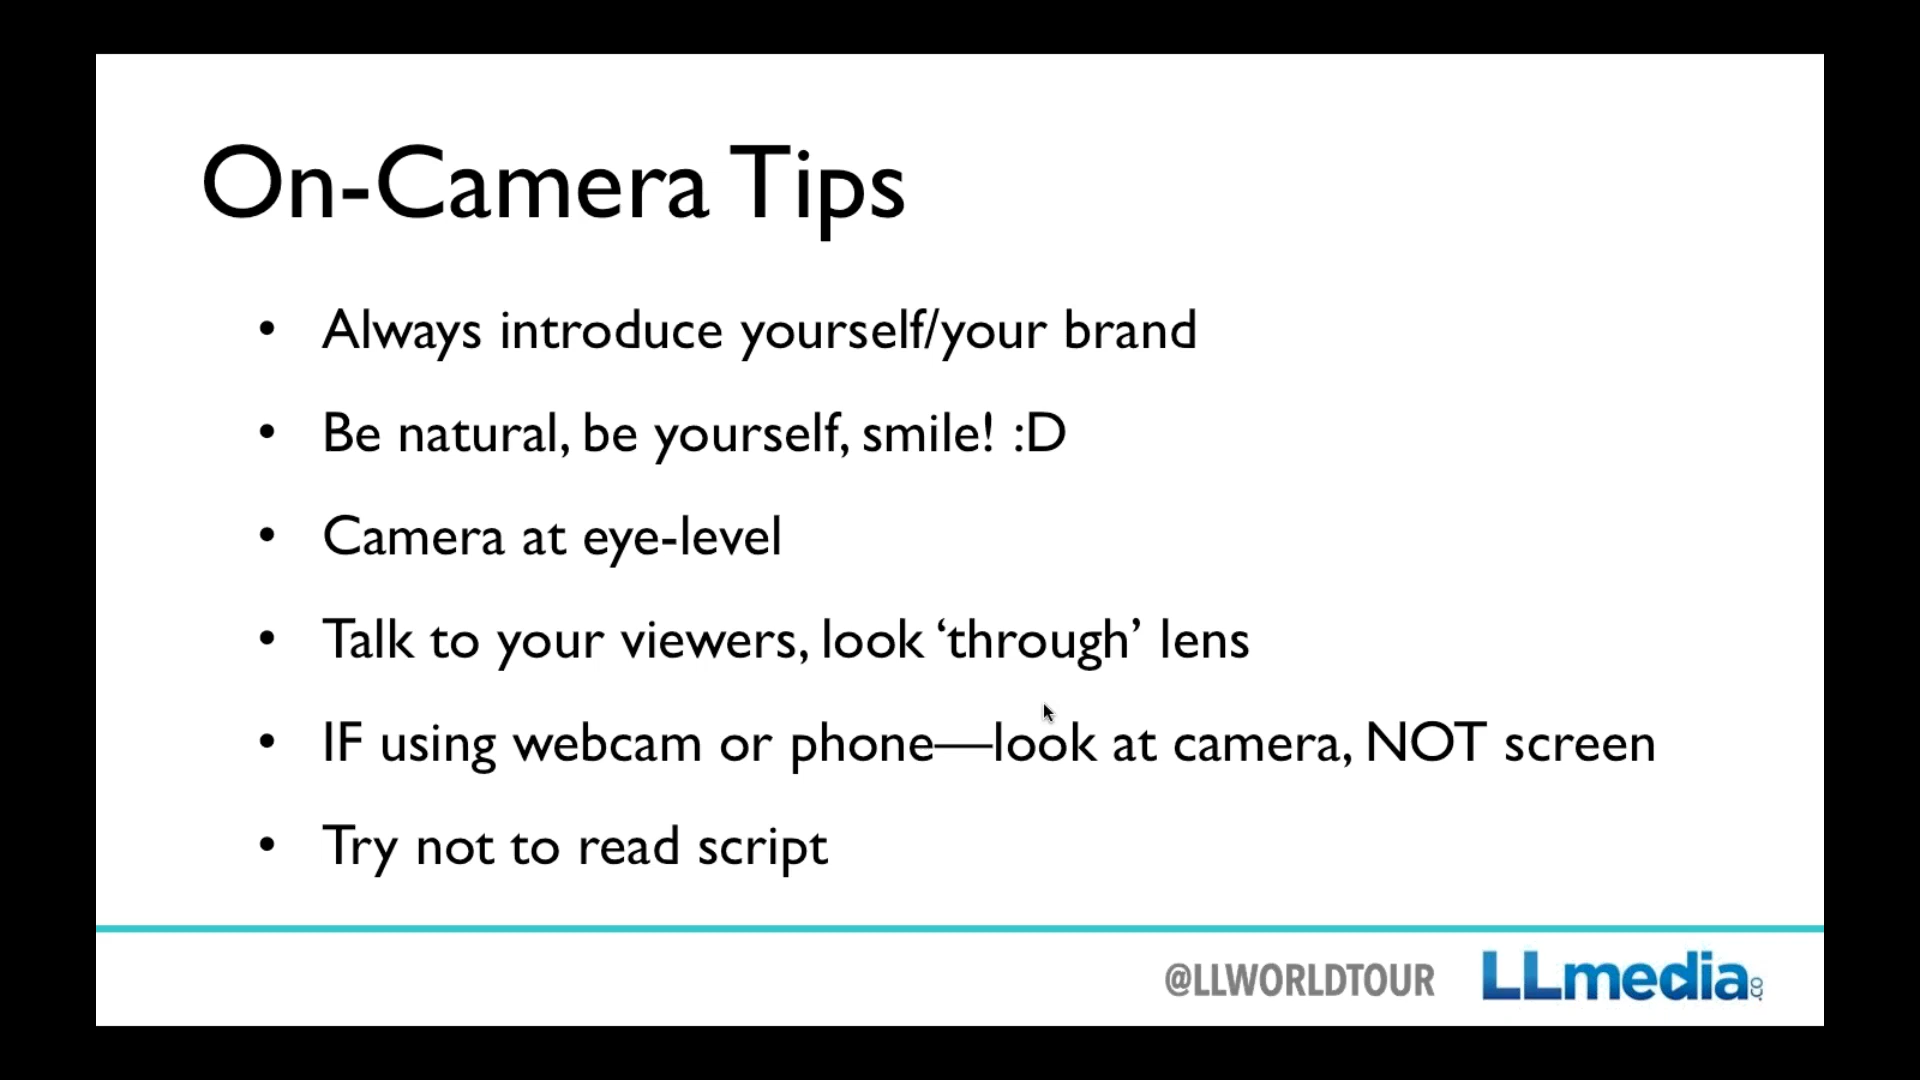 On-Camera Tips
• Always introduce yourself/your brand
• Be natural, be yourself, smile! :D
• Camera at eye-level
• Talk to your viewers, look ‘through’ lens
• IF using webcam or phone—look at camera, NOT screen
• Try not to read script
@LLWORLDTOUR LLmedia.co